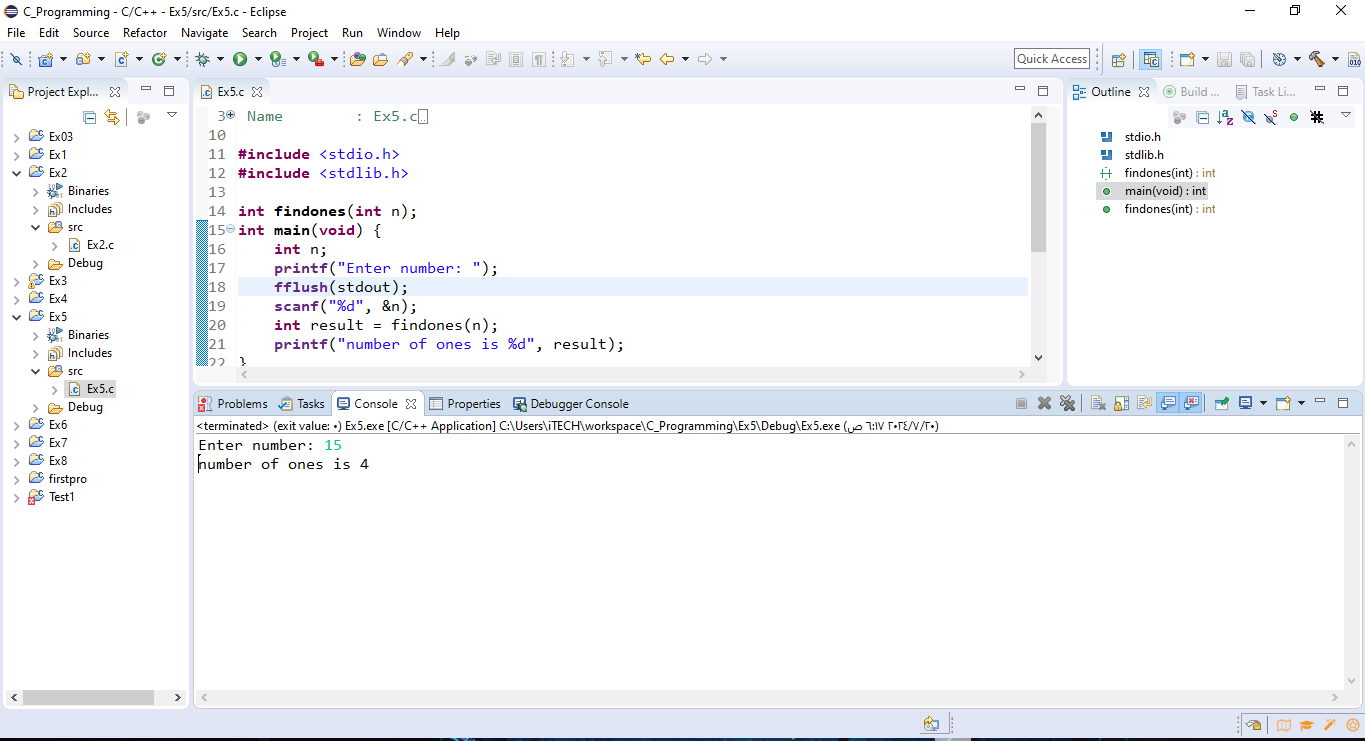 C_Programming - C/C++ - Ex5/src/Ex5.c - Eclipse
File Edit Source Refactor Navigate Search Project Run Window Help
Quick Access
Project Expl...
Ex03
Ex1
Ex2
Binaries
Includes
src
Ex2.c
Debug
Ex3
Ex4
Ex5
Binaries
Includes
src
Ex5.c
Debug
Ex6
Ex7
Ex8
firstpro
Test1
Ex5.c
3 Name : Ex5.c
10
11 #include <stdio.h>
12 #include <stdlib.h>
13
14 int findones(int n);
15 int main(void) {
16 int n;
17 printf("Enter number: ");
18 fflush(stdout);
19 scanf("%d", &n);
20 int result = findones(n);
21 printf("number of ones is %d", result);
22 }
Outline Build ... Task Li...
stdio.h
stdlib.h
findones(int) : int
main(void) : int
findones(int) : int
Problems Tasks Console Properties Debugger Console
<terminated> (exit value: ٠) Ex5.exe [C/C++ Application] C:\Users\iTECH\workspace\C_Programming\Ex5\Debug\Ex5.exe (٢٠٢٤/٧/٢٠ ٦:١٧ ص)
Enter number: 15
number of ones is 4